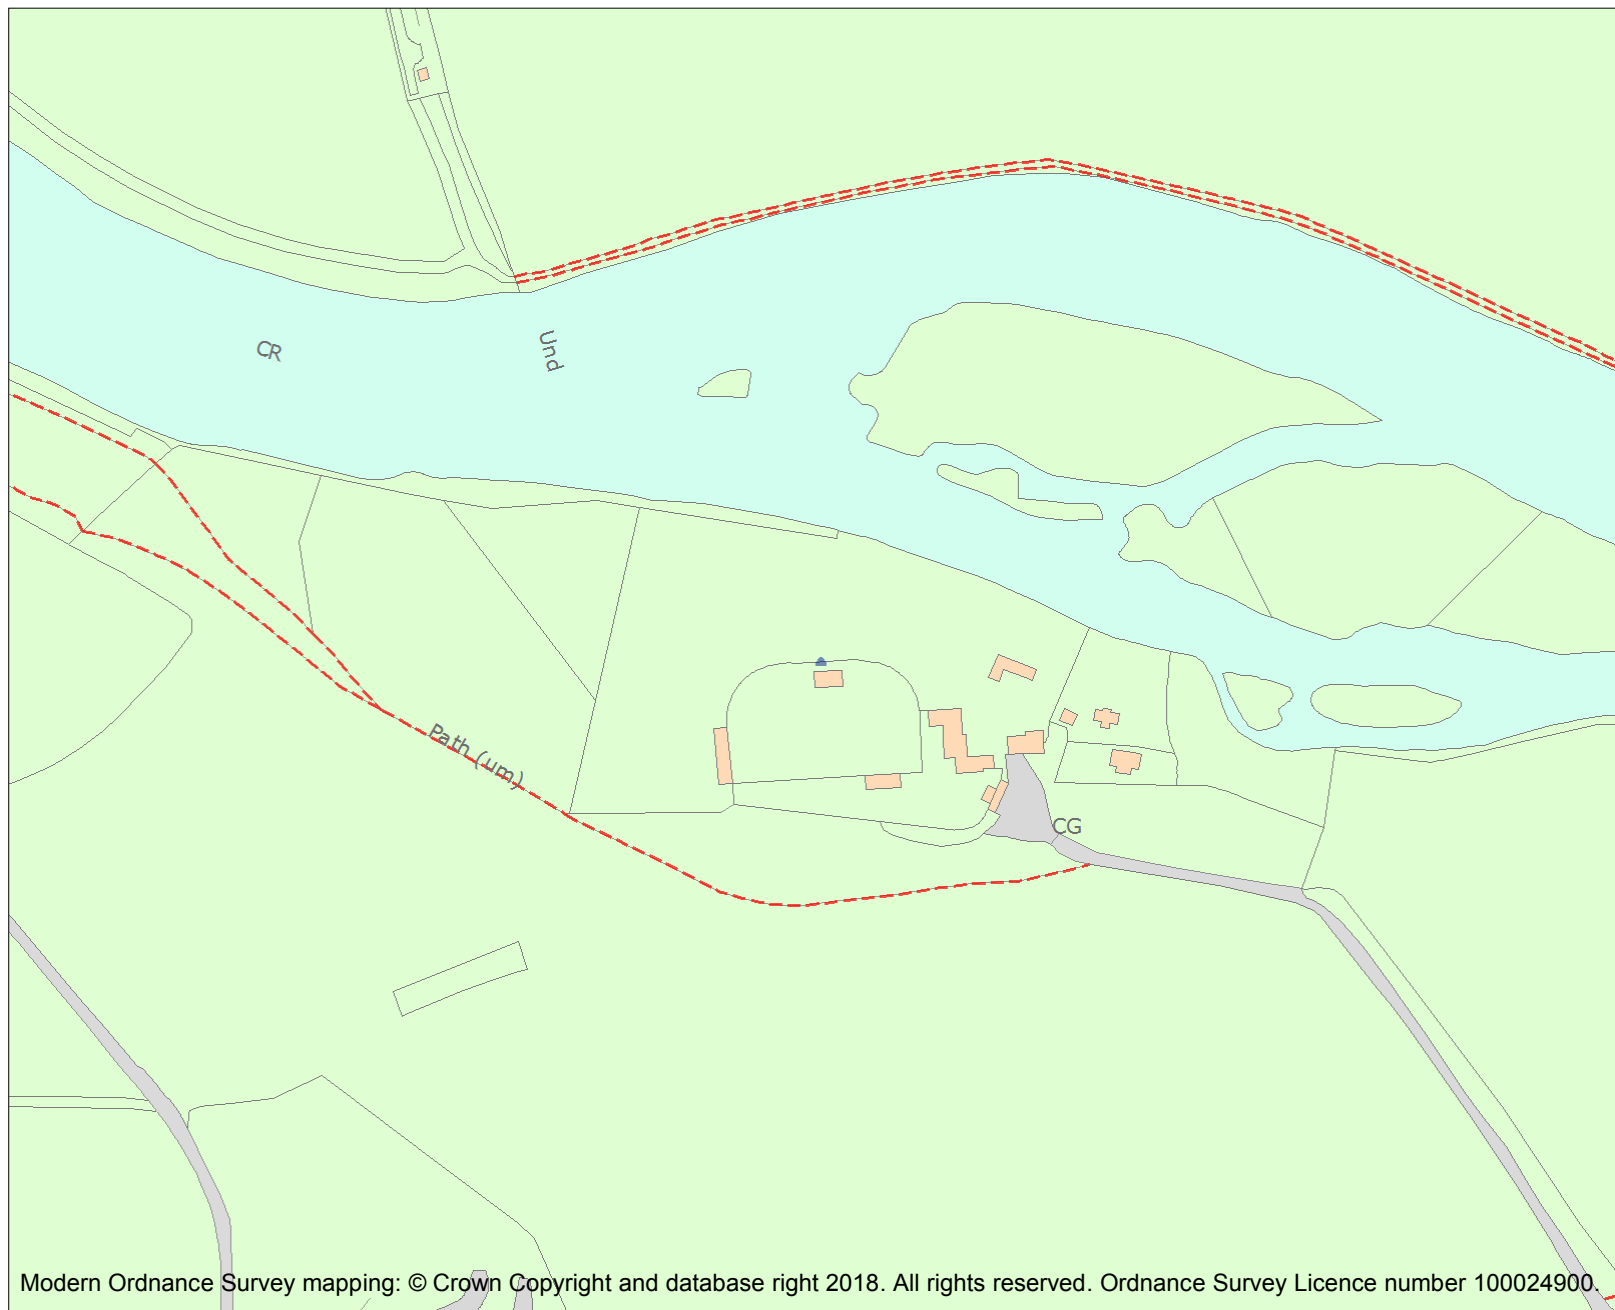 CR
Und
Path (um)
CG
Modern Ordnance Survey mapping: © Crown Copyright and database right 2018. All rights reserved. Ordnance Survey Licence number 100024900.